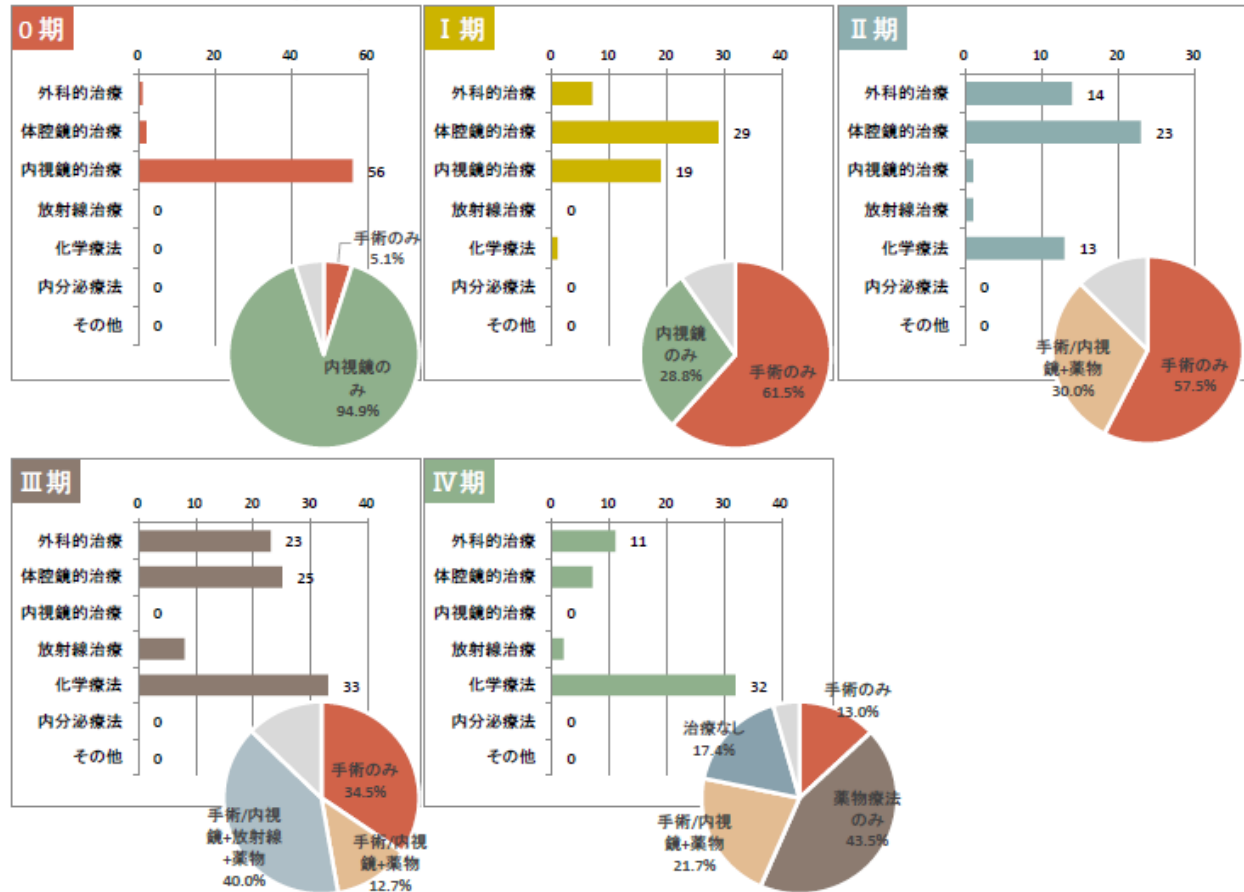 0期
0 20 40 60
外科的治療
体腔鏡的治療
内視鏡的治療 56
放射線治療 0
化学療法 0
内分泌療法 0
その他 0
手術のみ
5.1%
内視鏡の
み
94.9%
Ⅰ期
0 10 20 30 40
体腔鏡的治療 29
内視鏡的治療 19
放射線治療 0
化学療法
内分泌療法 0
その他 0
外科的治療
内視鏡
のみ
28.8%
手術のみ
61.5%
Ⅱ期
0 10 20 30
外科的治療 14
体腔鏡的治療 23
内視鏡的治療
放射線治療
化学療法 13
内分泌療法 0
その他 0
手術/内視
鏡+薬物
30.0%
手術のみ
57.5%
Ⅲ期
0 10 20 30 40
外科的治療 23
体腔鏡的治療 25
内視鏡的治療 0
放射線治療
化学療法 33
内分泌療法 0
その他 0
手術のみ
34.5%
手術/内視
鏡+放射線
+薬物
40.0%
手術/内視
鏡+薬物
12.7%
Ⅳ期
0 10 20 30 40
外科的治療 11
体腔鏡的治療
内視鏡的治療 0
放射線治療
化学療法 32
内分泌療法 0
その他 0
手術のみ
13.0%
治療なし
17.4%
薬物療法
のみ
43.5%
手術/内視
鏡+薬物
21.7%